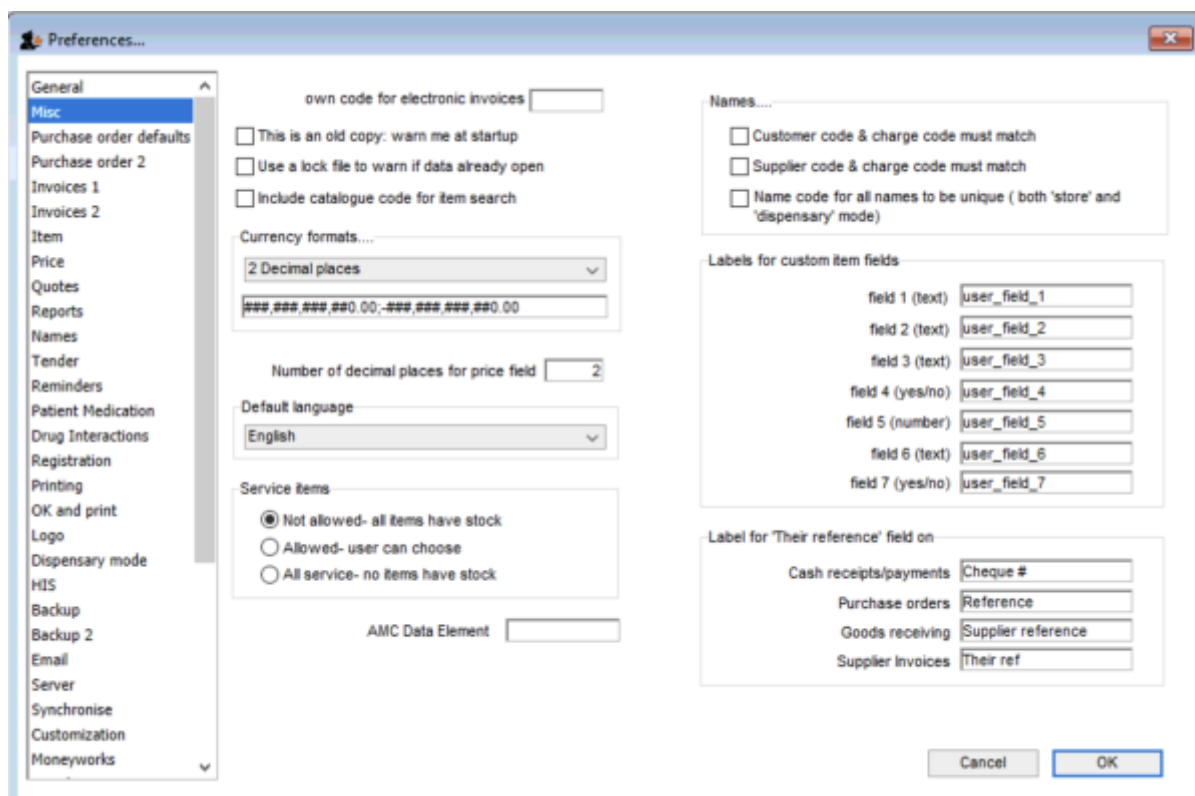 Preferences...
General
Misc
Purchase order defaults
Purchase order 2
Invoices 1
Invoices 2
Item
Price
Quotes
Reports
Names
Tender
Reminders
Patient Medication
Drug Interactions
Registration
Printing
OK and print
Logo
Dispensary mode
HIS
Backup
Backup 2
Email
Server
Synchronise
Customization
Moneyworks
own code for electronic invoices
This is an old copy: warn me at startup
Use a lock file to warn if data already open
Include catalogue code for item search
Currency formats....
2 Decimal places
###,###,###,##0.00;-###,###,###,##0.00
Number of decimal places for price field 2
Default language
English
Service items
Not allowed- all items have stock
Allowed- user can choose
All service- no items have stock
AMC Data Element
Names....
Customer code & charge code must match
Supplier code & charge code must match
Name code for all names to be unique ( both 'store' and
'dispensary' mode)
Labels for custom item fields
field 1 (text) user_field_1
field 2 (text) user_field_2
field 3 (text) user_field_3
field 4 (yes/no) user_field_4
field 5 (number) user_field_5
field 6 (text) user_field_6
field 7 (yes/no) user_field_7
Label for 'Their reference' field on
Cash receipts/payments Cheque #
Purchase orders Reference
Goods receiving Supplier reference
Supplier Invoices Their ref
Cancel
OK